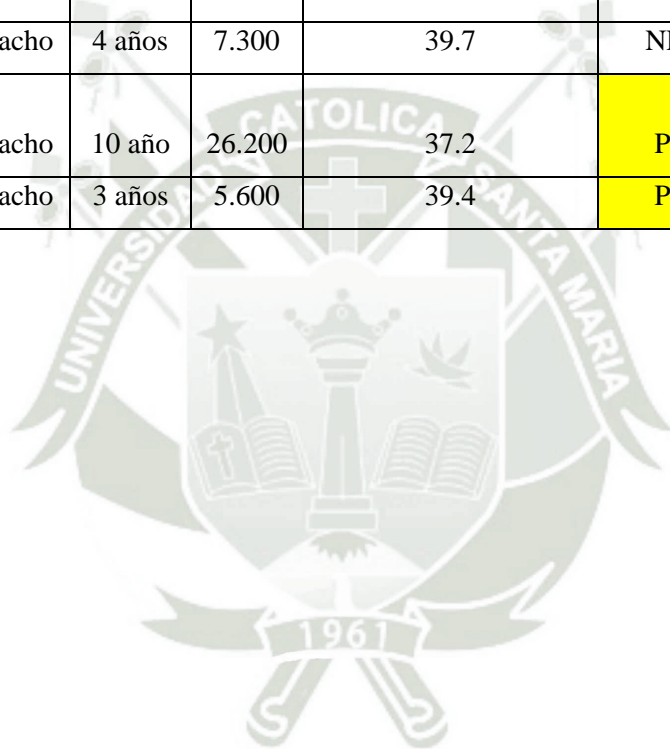 acho 4 años 7.300 39.7 N
acho 10 año 26.200 37.2 P
acho 3 años 5.600 39.4 P
UNIVERSIDAD CATOLICA SANTA MARIA
1961